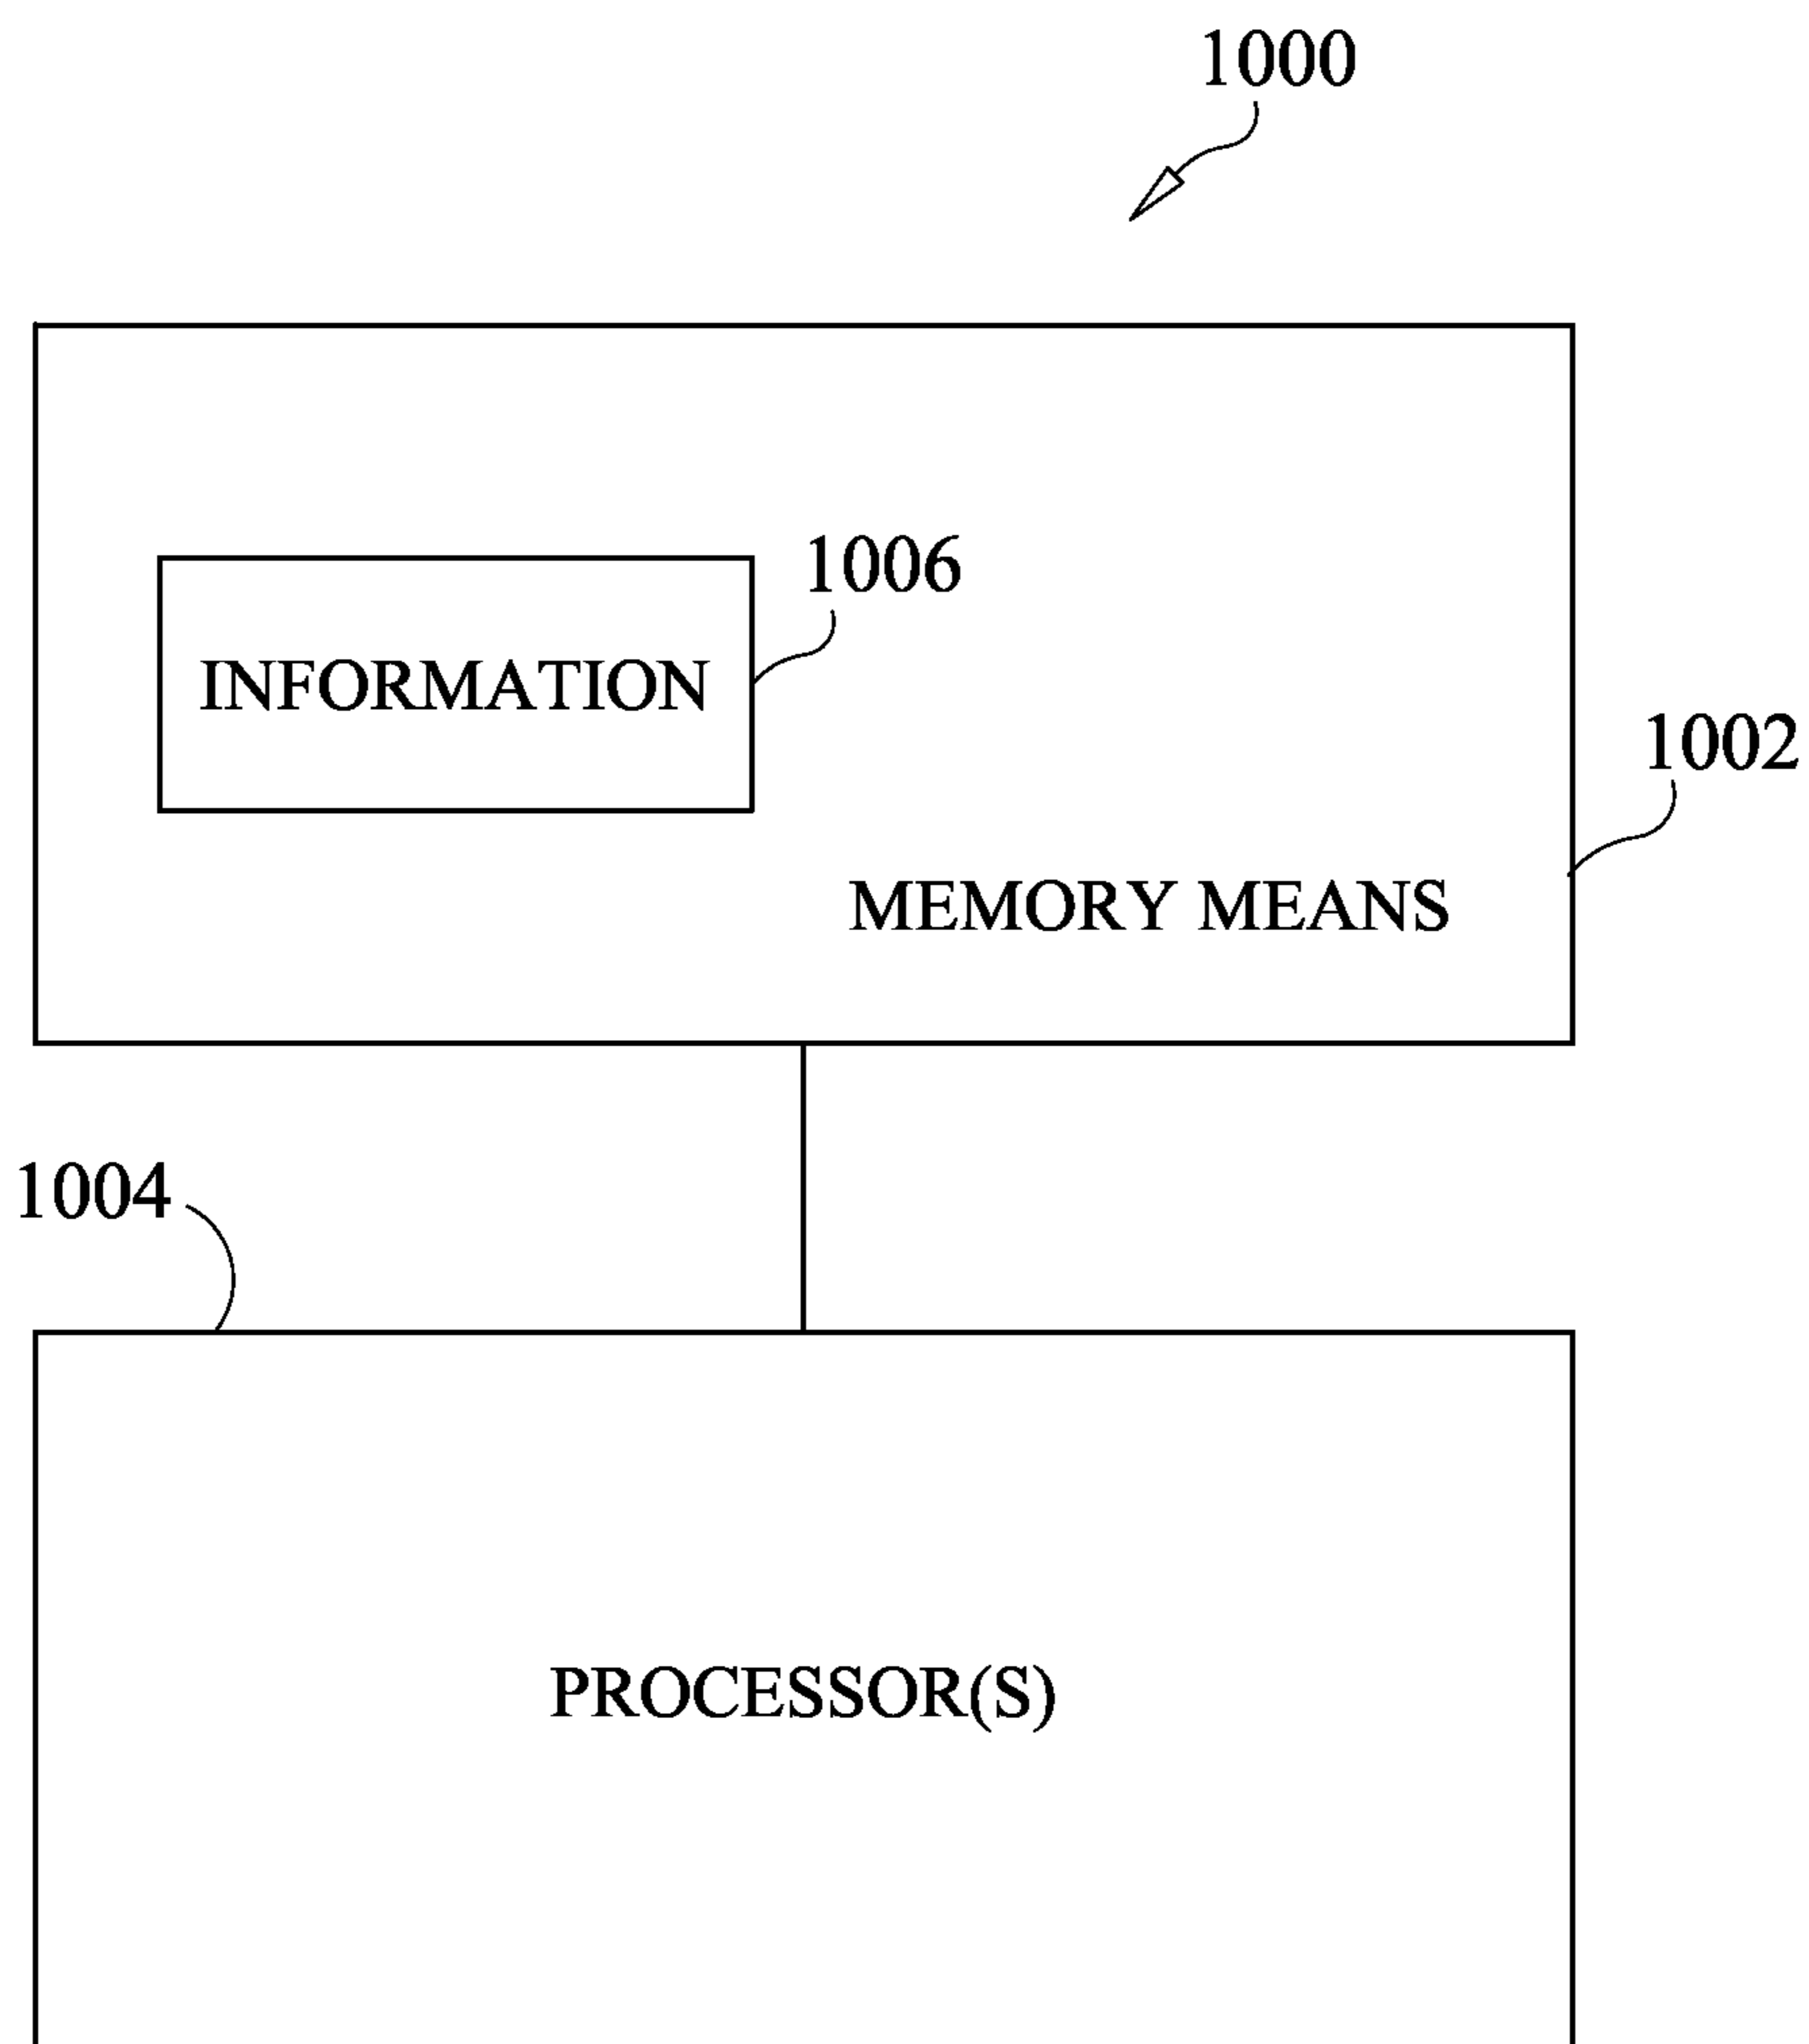 1000
1006
INFORMATION
1002
MEMORY MEANS
1004
PROCESSOR(S)